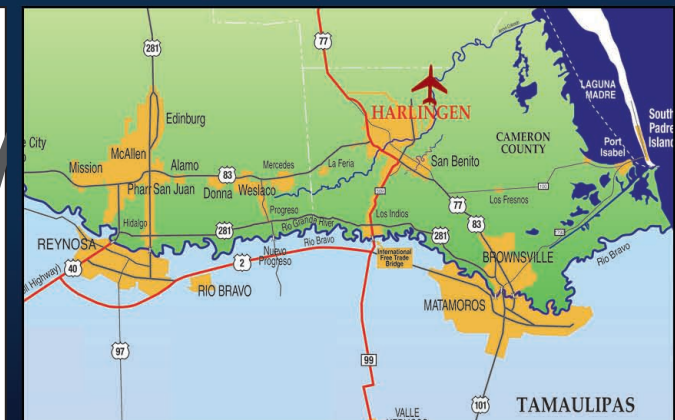 77
281
LAGUNA
MADRE
South
Padre
Island
HARLINGEN
Edinburg
CAMERON
COUNTY
Port
Isabel
City
McAllen
Mission
Alamo
83
Mercedes
La Feria
San Benito
Pharr
San Juan
Donna
Weslaco
100
77
Los Fresnos
Progreso
Los Indios
83
Hidalgo
281
Rio Grande River
281
REYNOSA
Rio Bravo
Nuevo
Progreso
2
International
Free Trade
Bridge
BROWNSVILLE
Rio Bravo
40
Highway)
RIO BRAVO
MATAMOROS
97
99
101
TAMAULIPAS
VALLE